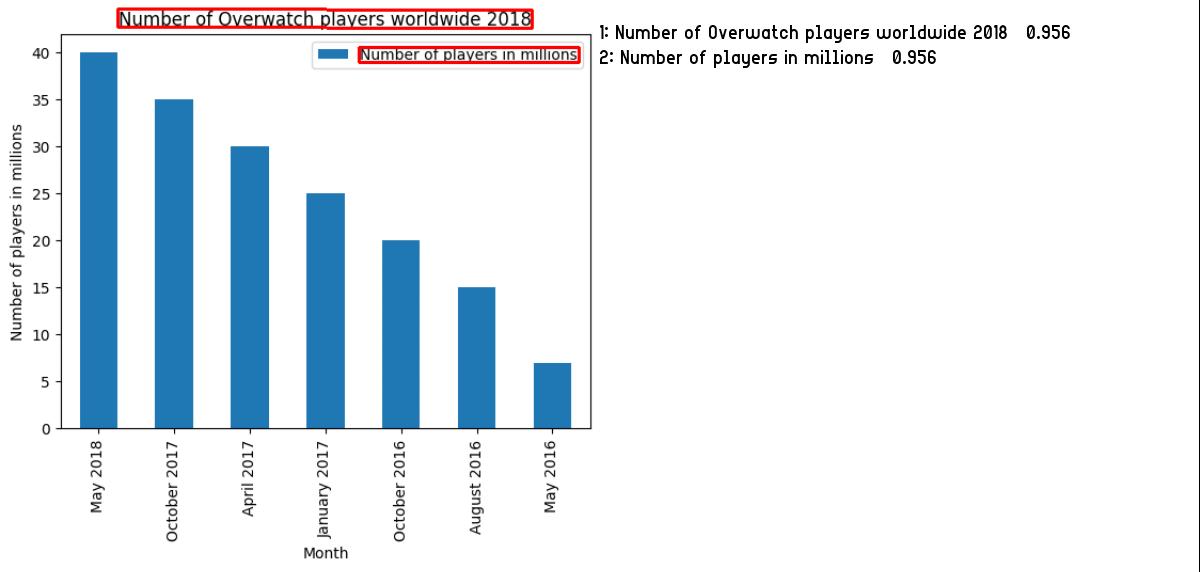 Number of Overwatch players worldwide 2018
1: Number of Overwatch players worldwide 2018 0.956
2: Number of players in millions 0.956
Number of players in millions
Number of players in millions
40
35
30
25
20
15
10
5
0
May 2018
October 2017
April 2017
January 2017
October 2016
August 2016
May 2016
Month